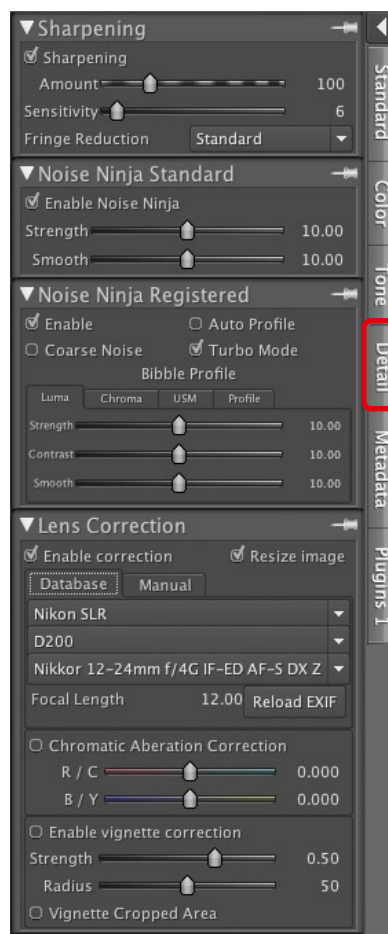 Sharpening
Sharpening
Amount 100
Sensitivity 6
Fringe Reduction Standard
Noise Ninja Standard
Enable Noise Ninja
Strength 10.00
Smooth 10.00
Noise Ninja Registered
Enable Auto Profile
Coarse Noise Turbo Mode
Bibble Profile
Luma Chroma USM Profile
Strength 10.00
Contrast 10.00
Smooth 10.00
Lens Correction
Enable correction Resize image
Database Manual
Nikon SLR
D200
Nikkor 12-24mm f/4G IF-ED AF-S DX Z
Focal Length 12.00 Reload EXIF
Chromatic Aberation Correction
R / C 0.000
B / Y 0.000
Enable vignette correction
Strength 0.50
Radius 50
Vignette Cropped Area
Standard
Color
Tone
Detail
Metadata
Plugins 1